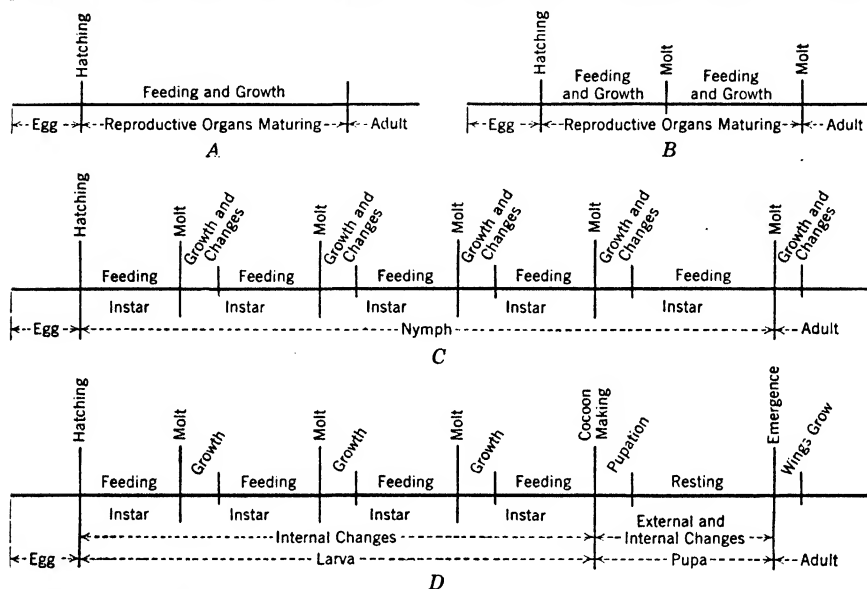 Hatching
Feeding and Growth
Egg Reproductive Organs Maturing Adult
A
Hatching Molt Molt
Feeding and Growth Feeding and Growth
Egg Reproductive Organs Maturing Adult
B
Hatching Molt Growth and Changes Molt Growth and Changes Molt Growth and Changes Molt Growth and Changes Molt Growth and Changes
Feeding Feeding Feeding Feeding Feeding
Instar Instar Instar Instar Instar
Egg Nymph Adult
C
Hatching Molt Growth Molt Growth Molt Growth Cocoon Making Pupation Emergence Wings Grow
Feeding Feeding Feeding Feeding Resting
Instar Instar Instar Instar
Internal Changes External and Internal Changes
Egg Larva Pupa Adult
D